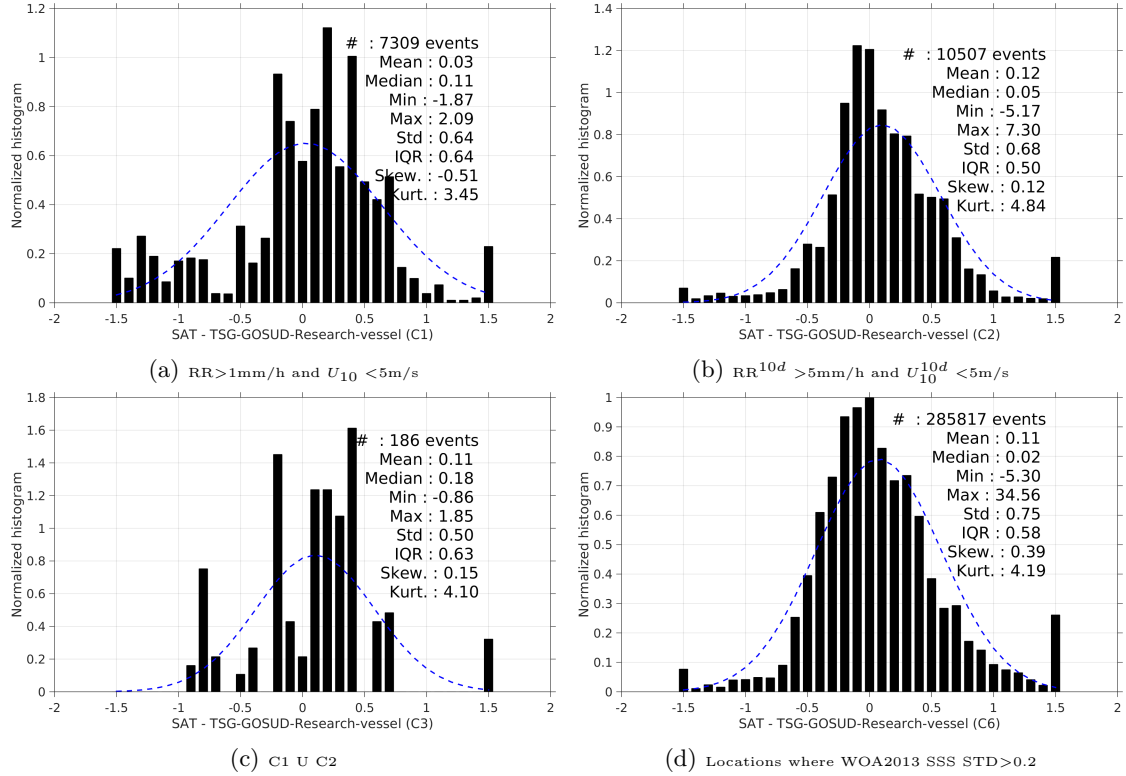 1.2
1
0.8
0.6
0.4
0.2
0
-2
-1.5
-1
-0.5
0
0.5
1
1.5
2
Normalized histogram
SAT - TSG-GOSUD-Research-vessel (C1)
# : 7309 events
Mean : 0.03
Median : 0.11
Min : -1.87
Max : 2.09
Std : 0.64
IQR : 0.64
Skew. : -0.51
Kurt. : 3.45
(a) RR>1mm/h and U10 <5m/s
1.4
1.2
1
0.8
0.6
0.4
0.2
0
-2
-1.5
-1
-0.5
0
0.5
1
1.5
2
Normalized histogram
SAT - TSG-GOSUD-Research-vessel (C2)
# : 10507 events
Mean : 0.12
Median : 0.05
Min : -5.17
Max : 7.30
Std : 0.68
IQR : 0.50
Skew. : 0.12
Kurt. : 4.84
(b) RR10d >5mm/h and U10 10d <5m/s
1.8
1.6
1.4
1.2
1
0.8
0.6
0.4
0.2
0
-2
-1.5
-1
-0.5
0
0.5
1
1.5
2
Normalized histogram
SAT - TSG-GOSUD-Research-vessel (C3)
# : 186 events
Mean : 0.11
Median : 0.18
Min : -0.86
Max : 1.85
Std : 0.50
IQR : 0.63
Skew. : 0.15
Kurt. : 4.10
(c) C1 U C2
1
0.9
0.8
0.7
0.6
0.5
0.4
0.3
0.2
0.1
0
-2
-1.5
-1
-0.5
0
0.5
1
1.5
2
Normalized histogram
SAT - TSG-GOSUD-Research-vessel (C6)
# : 285817 events
Mean : 0.11
Median : 0.02
Min : -5.30
Max : 34.56
Std : 0.75
IQR : 0.58
Skew. : 0.39
Kurt. : 4.19
(d) Locations where WOA2013 SSS STD>0.2